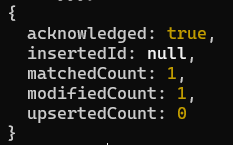 {
acknowledged: true,
insertedId: null,
matchedCount: 1,
modifiedCount: 1,
upsertedCount: 0
}